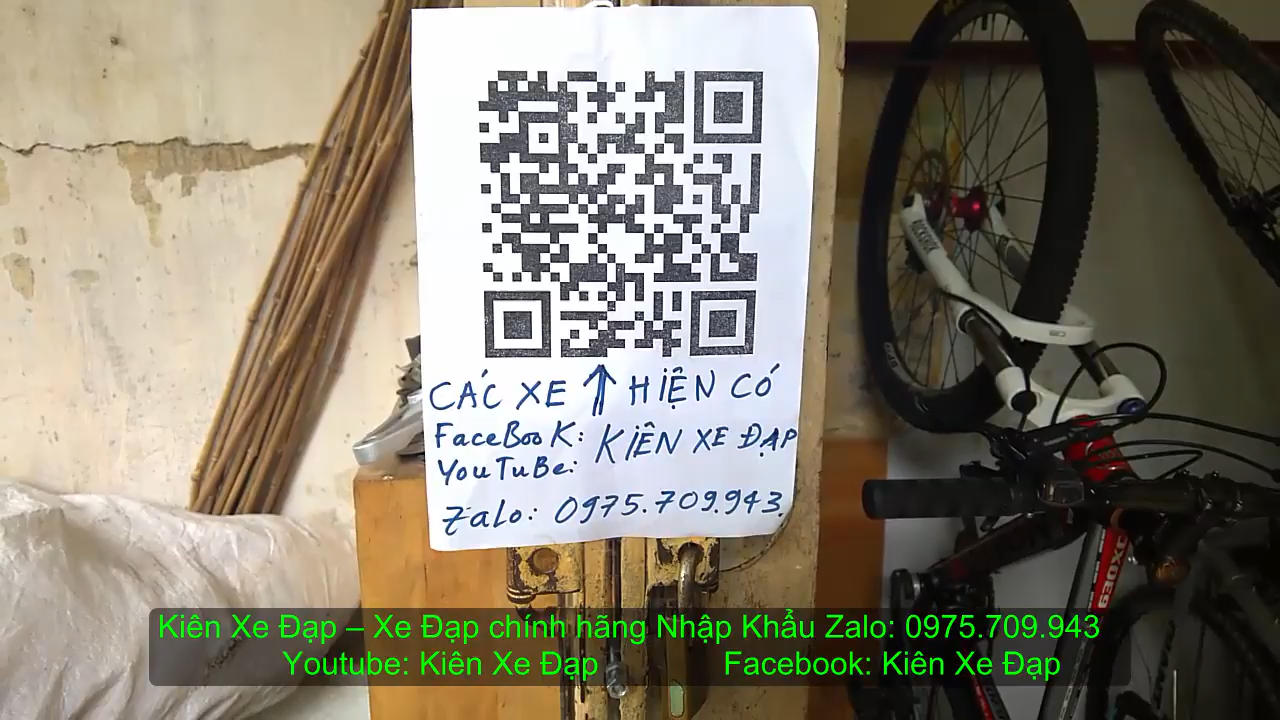 CÁC XE ↑ HIỆN CÓ
FaceBooK: KIÊN XE ĐẠP
YouTuBe:
Zalo: 0975.709.943.
630XC
Kiên Xe Đạp – Xe Đạp chính hãng Nhập Khẩu Zalo: 0975.709.943
Youtube: Kiên Xe Đạp Facebook: Kiên Xe Đạp